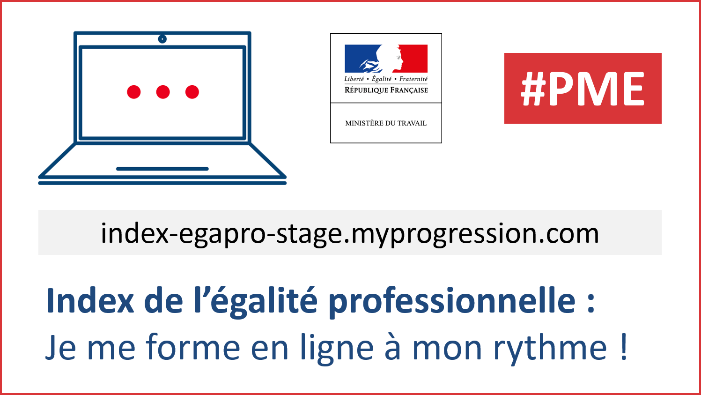 Liberté • Égalité • Fraternité
RÉPUBLIQUE FRANÇAISE
MINISTÈRE DU TRAVAIL
#PME
index-egapro-stage.myprogression.com
Index de l’égalité professionnelle :
Je me forme en ligne à mon rythme !